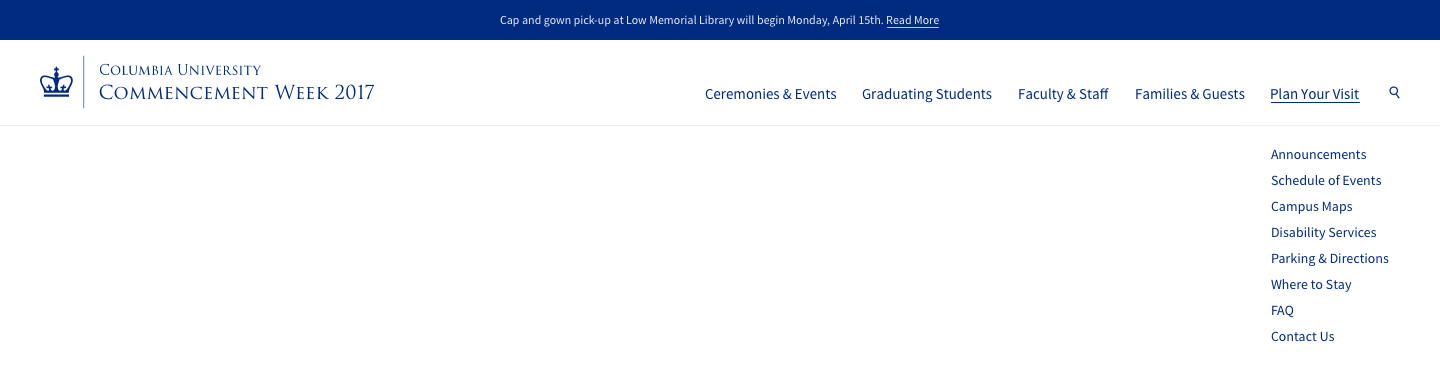 Cap and gown pick-up at Low Memorial Library will begin Monday, April 15th. Read More
Columbia University
Commencement Week 2017
Ceremonies & Events Graduating Students Faculty & Staff Families & Guests Plan Your Visit
Announcements
Schedule of Events
Campus Maps
Disability Services
Parking & Directions
Where to Stay
FAQ
Contact Us